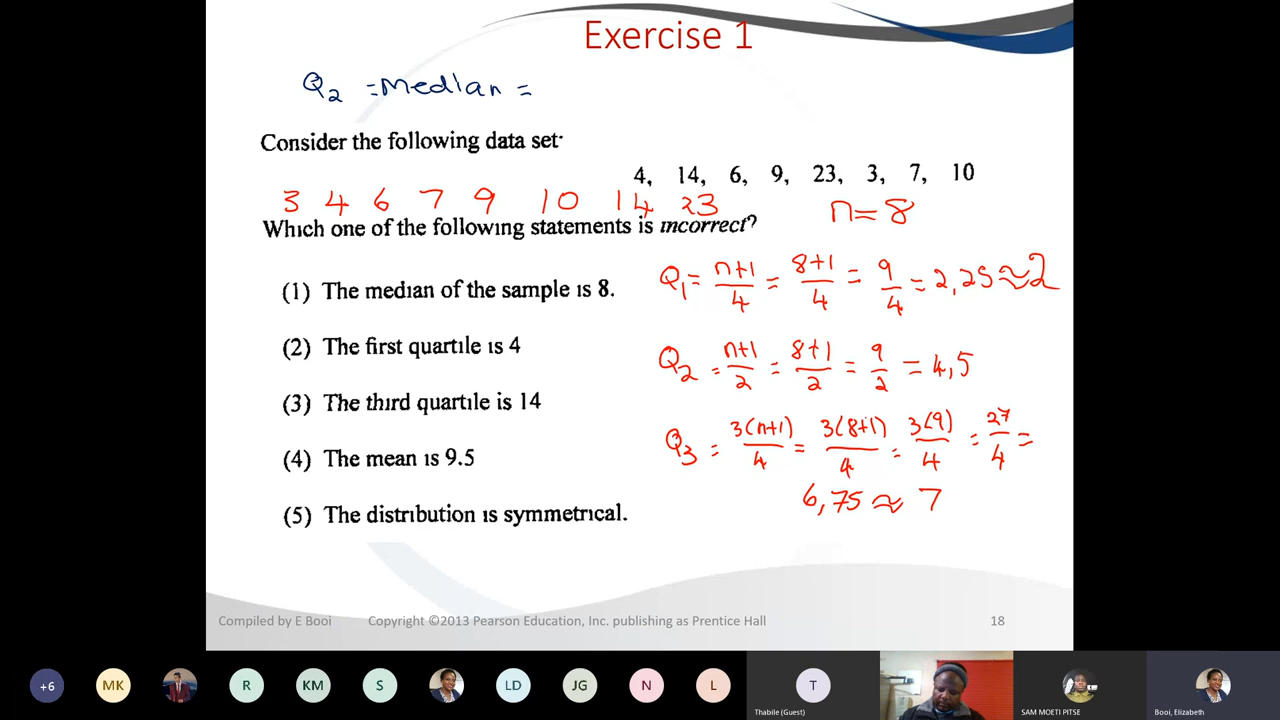 Exercise 1
Q2 = Median =
Consider the following data set:
4, 14, 6, 9, 23, 3, 7, 10
3 4 6 7 9 10 14 23
n = 8
Which one of the following statements is incorrect?
Q1 = n+1/4 = 8+1/4 = 9/4 = 2,25 ≈ 2
(1) The median of the sample is 8.
(2) The first quartile is 4
Q2 = n+1/2 = 8+1/2 = 9/2 = 4,5
(3) The third quartile is 14
Q3 = 3(n+1)/4 = 3(8+1)/4 = 3(9)/4 = 27/4 =
(4) The mean is 9.5
6,75 ≈ 7
(5) The distribution is symmetrical.
Compiled by E Booi Copyright ©2013 Pearson Education, Inc. publishing as Prentice Hall 18
+6 MK R KM S LD JG N L T
Thabile (Guest) SAM MOETI PITSE Booi, Elizabeth